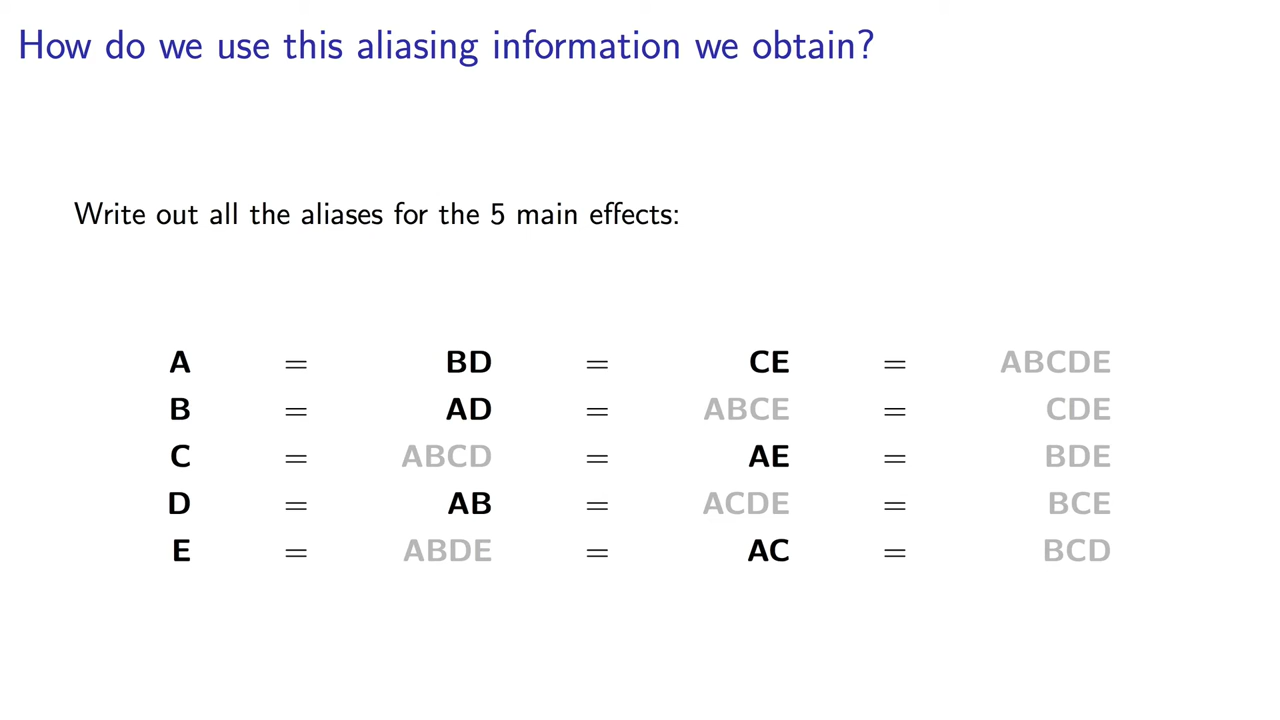 How do we use this aliasing information we obtain?
Write out all the aliases for the 5 main effects:
A = BD = CE = ABCDE
B = AD = ABCE = CDE
C = ABCD = AE = BDE
D = AB = ACDE = BCE
E = ABDE = AC = BCD